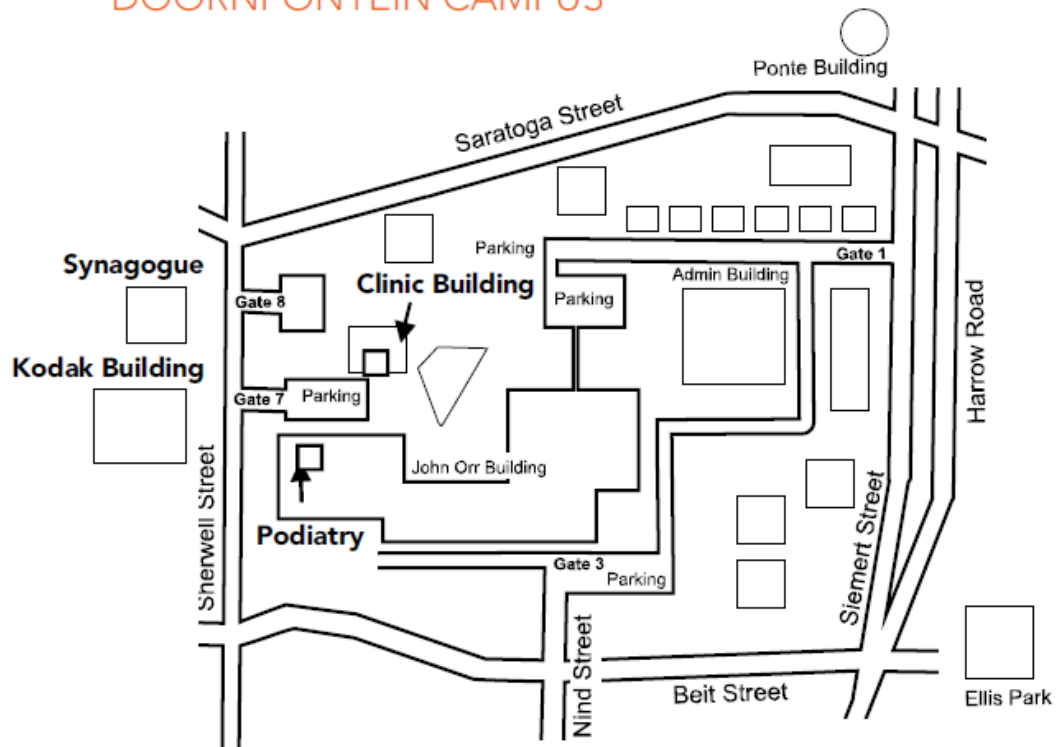 DOORNFONTEIN CAMPUS
Ponte Building
Saratoga Street
Synagogue
Parking
Gate 1
Clinic Building
Admin Building
Gate 8
Parking
Harrow Road
Kodak Building
Gate 7
Parking
John Orr Building
Sherwell Street
Podiatry
Siemert Street
Gate 3
Parking
Nind Street
Beit Street
Ellis Park